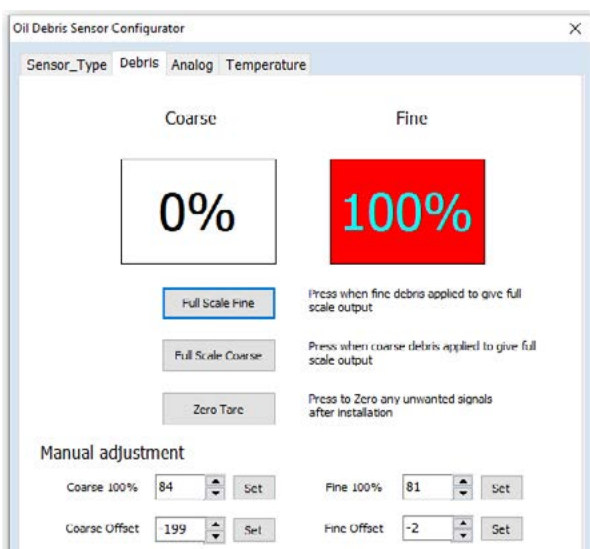 Oil Debris Sensor Configurator
Sensor_Type Debris Analog Temperature
Coarse Fine
0% 100%
Full Scale Fine Press when fine debris applied to give full
scale output
Full Scale Coarse Press when coarse debris applied to give full
scale output
Zero Tare Press to Zero any unwanted signals
after installation
Manual adjustment
Coarse 100% 84 Set Fine 100% 81 Set
Coarse Offset -199 Set Fine Offset -2 Set